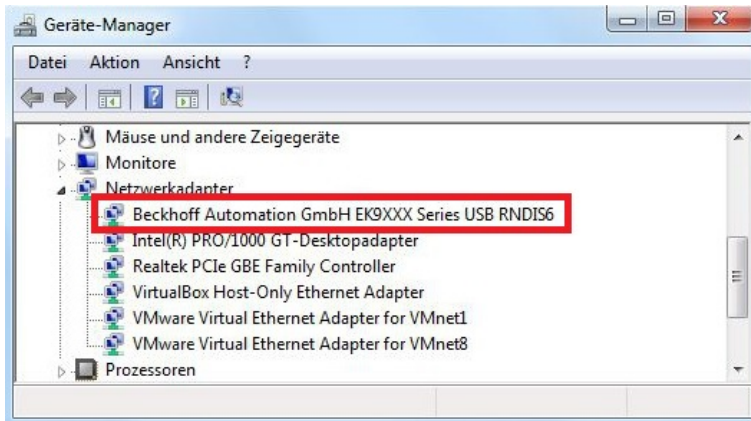 Geräte-Manager
Datei Aktion Ansicht ?
Mäuse und andere Zeigegeräte
Monitore
Netzwerkadapter
Beckhoff Automation GmbH EK9XXX Series USB RNDIS6
Intel(R) PRO/1000 GT-Desktopadapter
Realtek PCIe GBE Family Controller
VirtualBox Host-Only Ethernet Adapter
VMware Virtual Ethernet Adapter for VMnet1
VMware Virtual Ethernet Adapter for VMnet8
Prozessoren